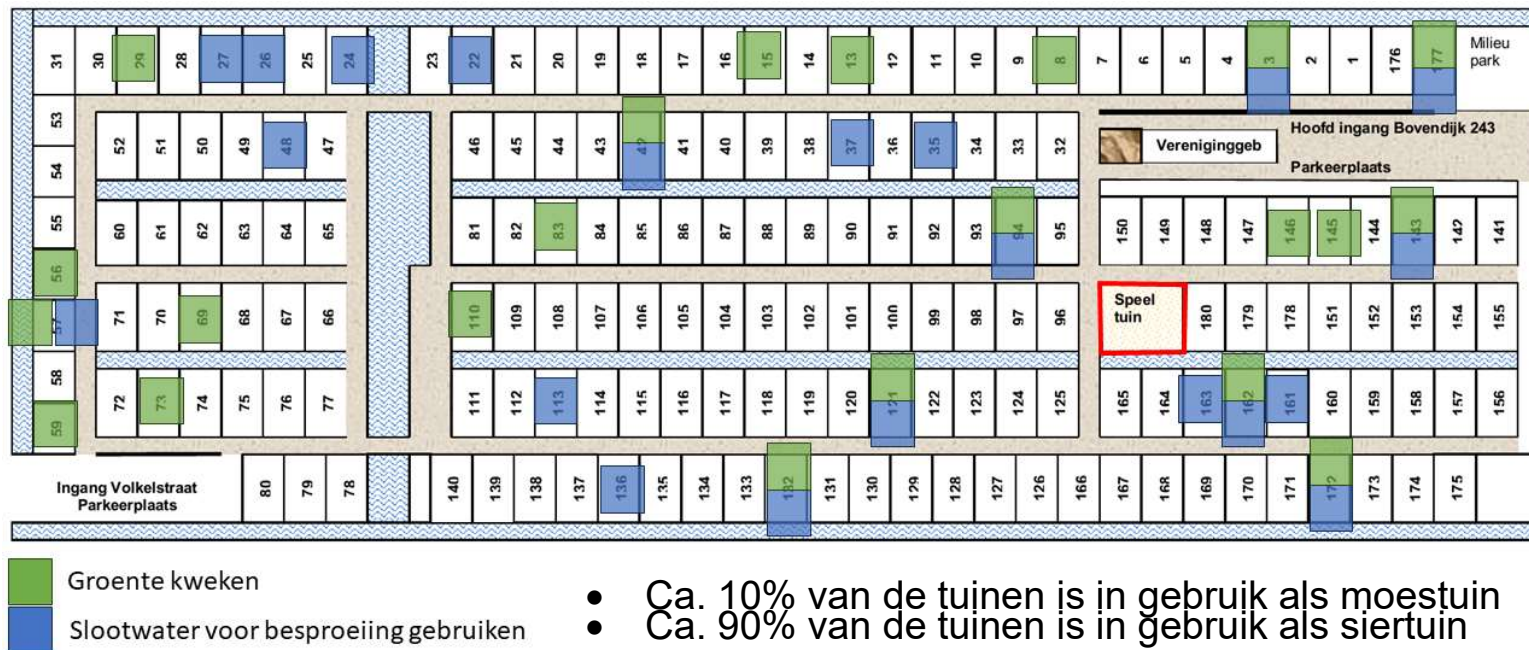 31 30 29 28 27 26 25 24 23 22 21 20 19 18 17 16 15 14 13 12 11 10 9 8 7 6 5 4 3 2 1 176 177 Milieu
park
53
52 51 50 49 48 47 46 45 44 43 42 41 40 39 38 37 36 35 34 33 32
Hoofd ingang Bovendijk 243
Vereniginggeb
Parkeerplaats
54
55
60 61 62 63 64 65 81 82 83 84 85 86 87 88 89 90 91 92 93 94 95 150 149 148 147 146 145 144 143 142 141
56
57
71 70 69 68 67 66 110 109 108 107 106 104 103 102 101 100 99 98 97 96
Speel
tuin
180 179 178 151 152 153 154 155
58
72 73 74 75 76 77 111 112 113 114 115 116 117 118 119 120 121 122 123 124 125 165 164 163 162 161 160 159 158 157 156
59
Ingang Volkelstraat
Parkeerplaats
80 79 78 140 139 138 137 136 135 134 133 132 131 130 129 128 127 126 166 167 168 169 170 171 172 173 174 175
Groente kweken
Slootwater voor besproeiing gebruiken
• Ca. 10% van de tuinen is in gebruik als moestuin
• Ca. 90% van de tuinen is in gebruik als siertuin